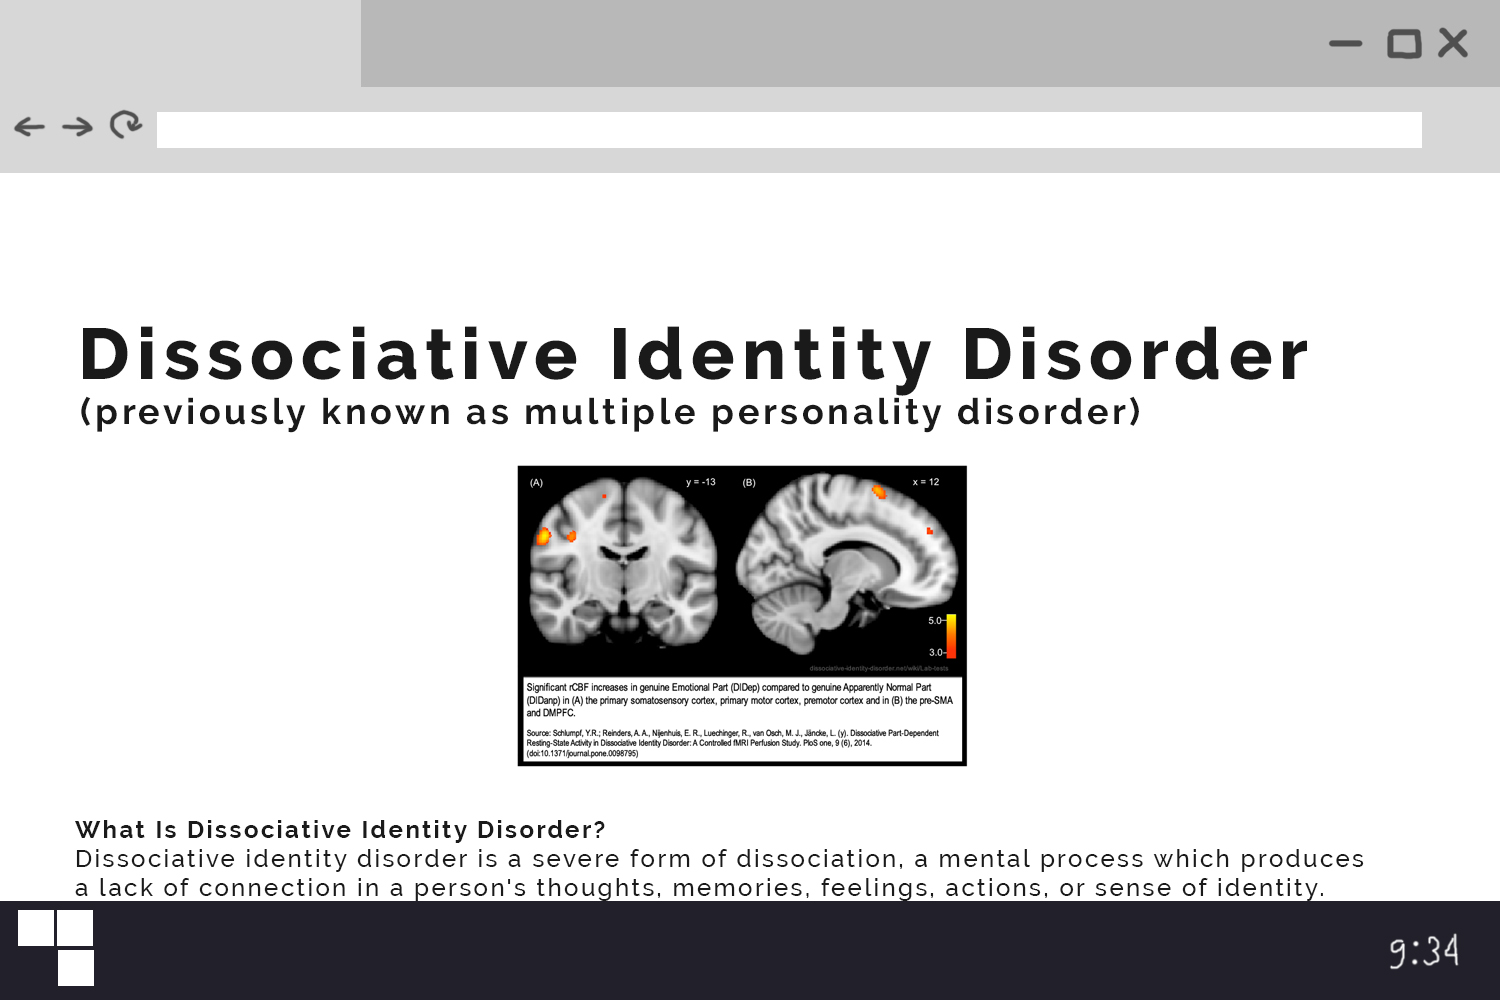 Dissociative Identity Disorder
(previously known as multiple personality disorder)
(A) y = -13 (B) x = 12
5.0
3.0
dissociative-identity-disorder.net/wiki/Lab-tests
Significant rCBF increases in genuine Emotional Part (DIDep) compared to genuine Apparently Normal Part
(DIDanp) in (A) the primary somatosensory cortex, primary motor cortex, premotor cortex and in (B) the pre-SMA
and DMPFC.
Source: Schlumpf, Y.R.; Reinders, A. A., Nijenhuis, E. R., Luechinger, R., van Osch, M. J., Jäncke, L. (y). Dissociative Part-Dependent
Resting-State Activity in Dissociative Identity Disorder: A Controlled fMRI Perfusion Study. PloS one, 9 (6), 2014.
(doi:10.1371/journal.pone.0098795)
What Is Dissociative Identity Disorder?
Dissociative identity disorder is a severe form of dissociation, a mental process which produces
a lack of connection in a person's thoughts, memories, feelings, actions, or sense of identity.
9:34